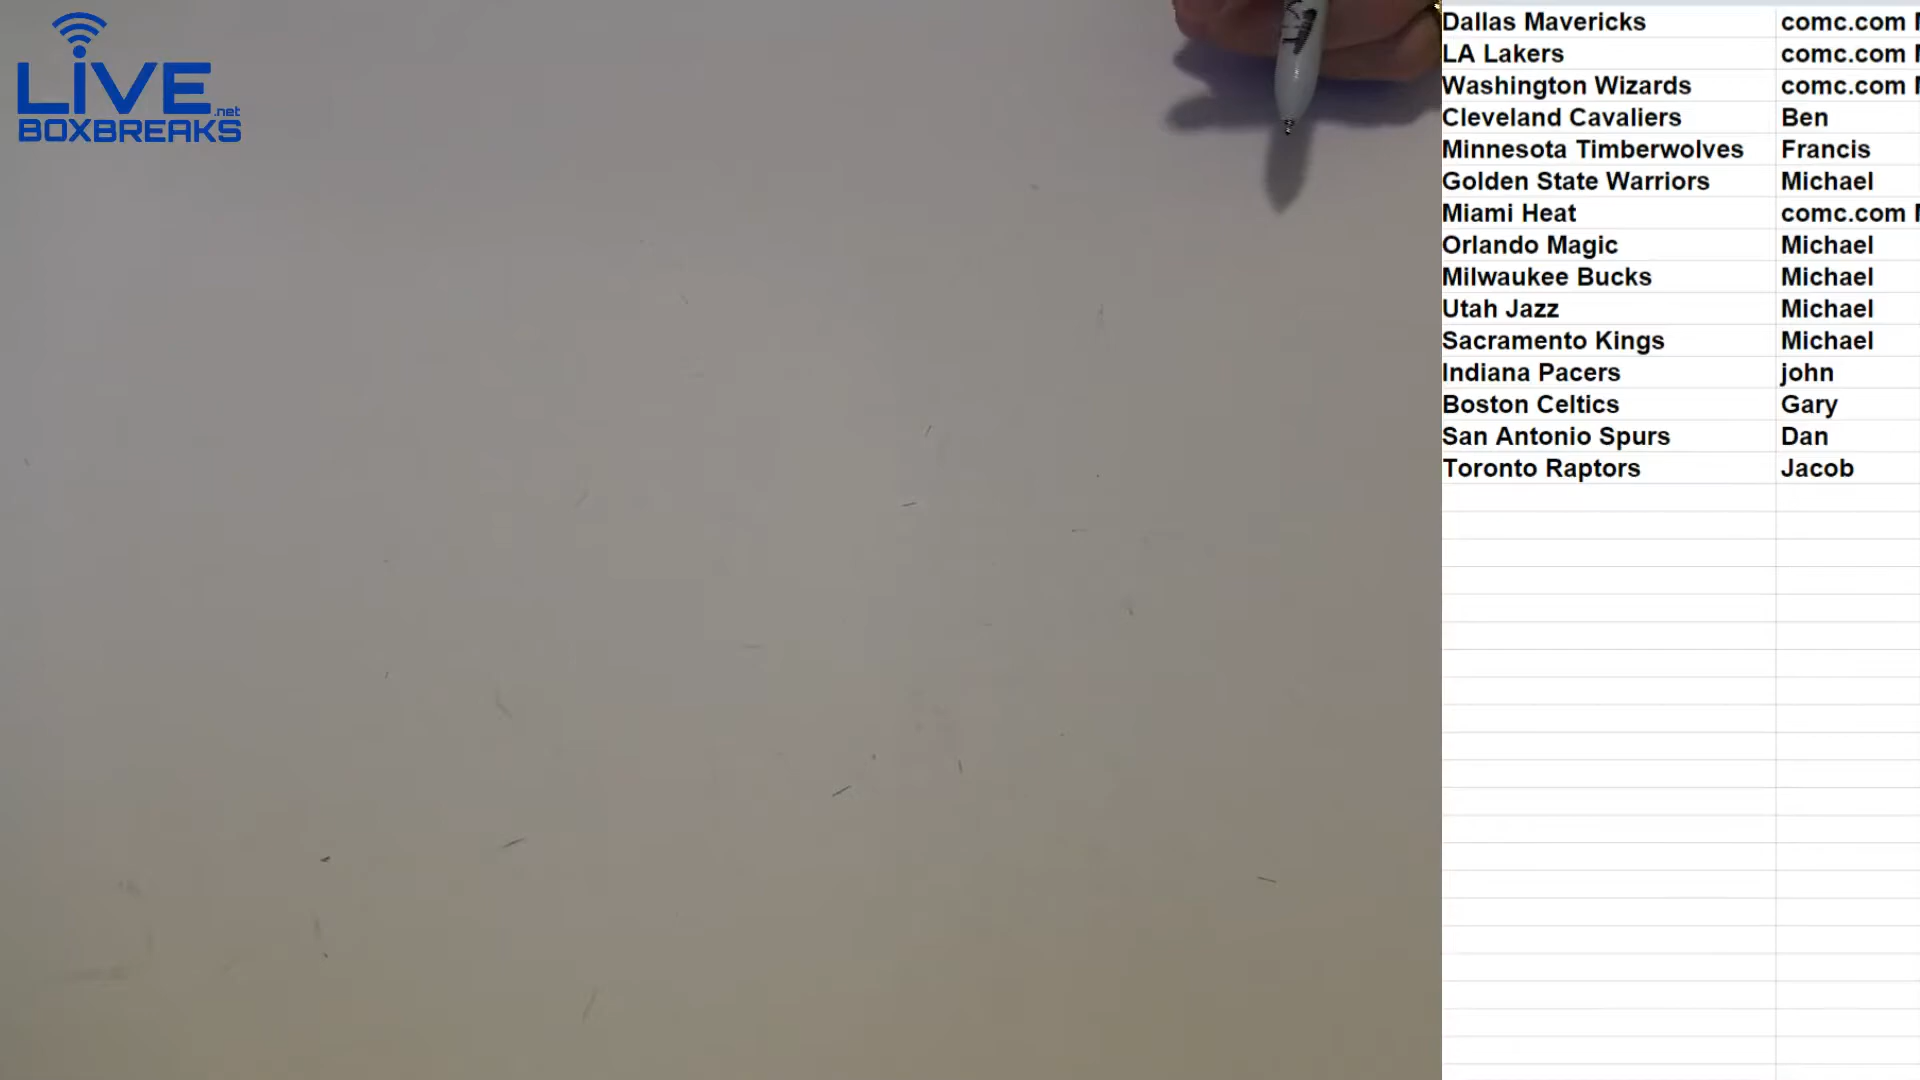 LiVE
.net
BOXBREAKS
Dallas Mavericks comc.com
LA Lakers comc.com
Washington Wizards comc.com
Cleveland Cavaliers Ben
Minnesota Timberwolves Francis
Golden State Warriors Michael
Miami Heat comc.com
Orlando Magic Michael
Milwaukee Bucks Michael
Utah Jazz Michael
Sacramento Kings Michael
Indiana Pacers john
Boston Celtics Gary
San Antonio Spurs Dan
Toronto Raptors Jacob